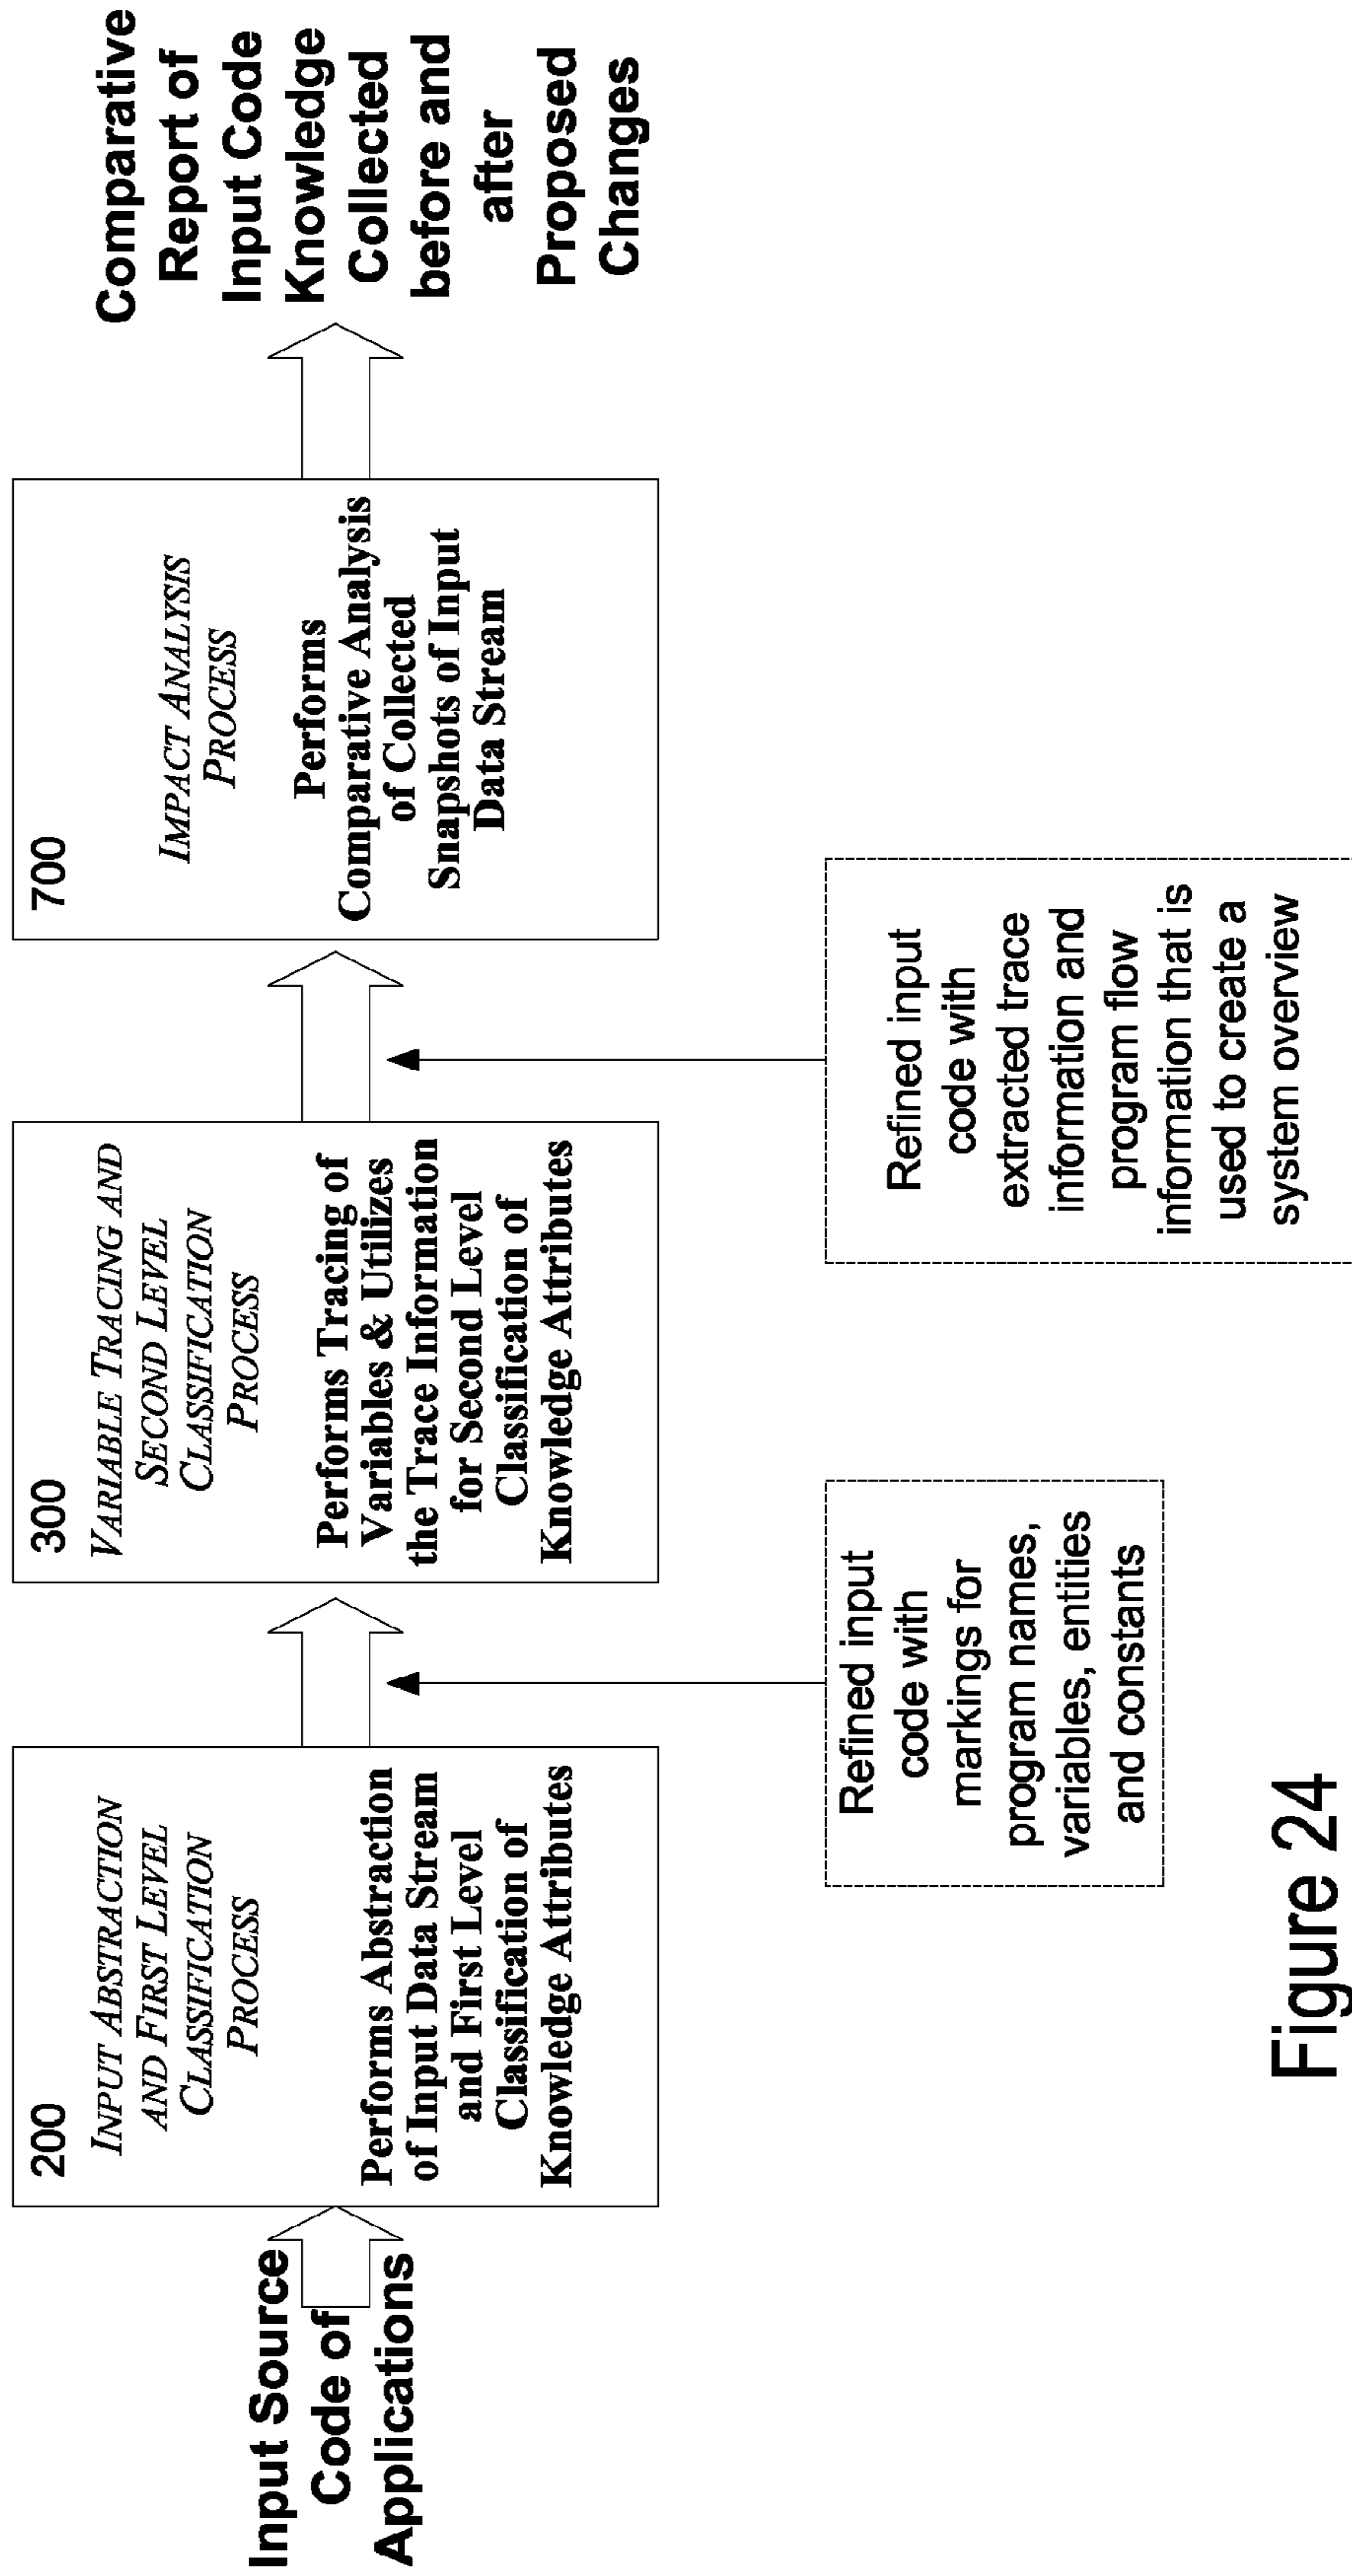 Input Source
Code of
Applications
200
INPUT ABSTRACTION
AND FIRST LEVEL
CLASSIFICATION
PROCESS
Performs Abstraction
of Input Data Stream
and First Level
Classification of
Knowledge Attributes
300
VARIABLE TRACING AND
SECOND LEVEL
CLASSIFICATION
PROCESS
Performs Tracing of
Variables & Utilizes
the Trace Information
for Second Level
Classification of
Knowledge Attributes
700
IMPACT ANALYSIS
PROCESS
Performs
Comparative Analysis
of Collected
Snapshots of Input
Data Stream
Comparative
Report of
Input Code
Knowledge
Collected
before and
after
Proposed
Changes
Refined input
code with
markings for
program names,
variables, entities
and constants
Refined input
code with
extracted trace
information and
program flow
information that is
used to create a
system overview
Figure 24